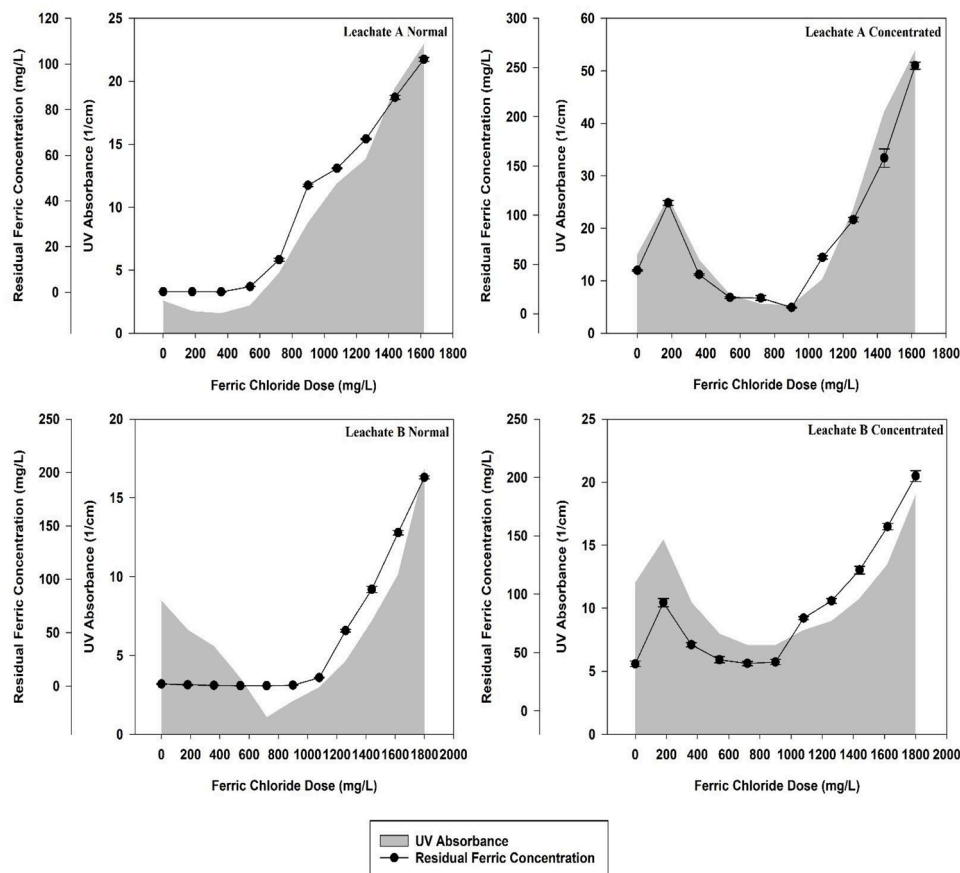 Leachate A Normal
Residual Ferric Concentration (mg/L)
120
100
80
60
40
20
0
UV Absorbance (1/cm)
25
20
15
10
5
0
0 200 400 600 800 1000 1200 1400 1600 1800
Ferric Chloride Dose (mg/L)
Leachate A Concentrated
Residual Ferric Concentration (mg/L)
300
250
200
150
100
50
0
UV Absorbance (1/cm)
60
50
40
30
20
10
0
0 200 400 600 800 1000 1200 1400 1600 1800
Ferric Chloride Dose (mg/L)
Leachate B Normal
Residual Ferric Concentration (mg/L)
250
200
150
100
50
0
UV Absorbance (1/cm)
20
15
10
5
0
0 200 400 600 800 1000 1200 1400 1600 1800 2000
Ferric Chloride Dose (mg/L)
Leachate B Concentrated
Residual Ferric Concentration (mg/L)
250
200
150
100
50
0
UV Absorbance (1/cm)
25
20
15
10
5
0
0 200 400 600 800 1000 1200 1400 1600 1800 2000
Ferric Chloride Dose (mg/L)
UV Absorbance
Residual Ferric Concentration